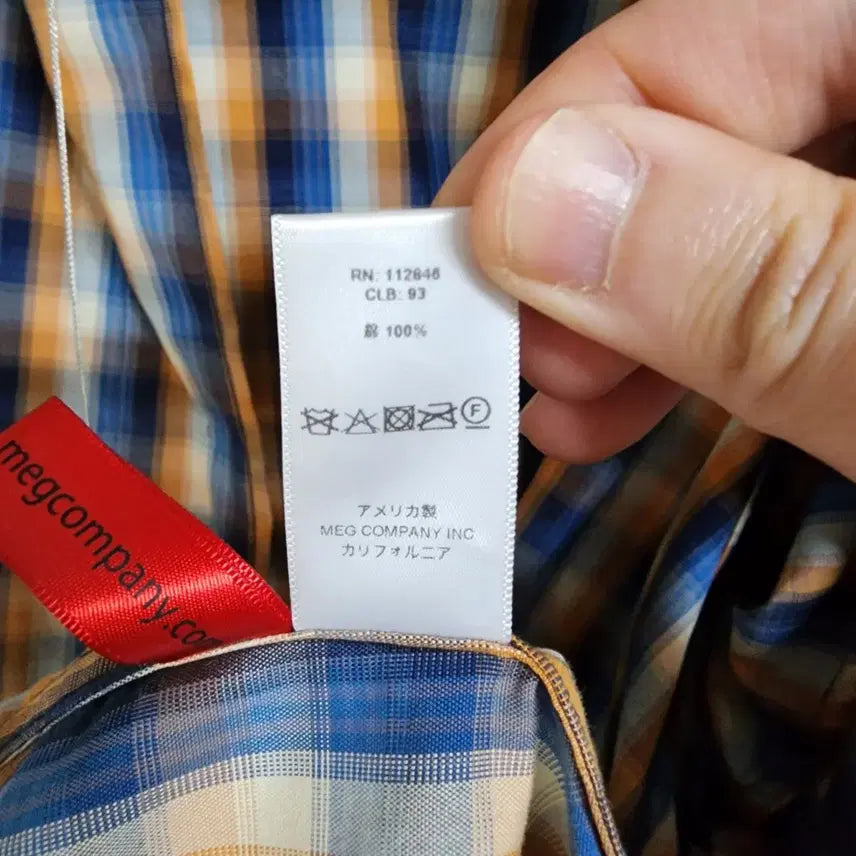 RN: 112846
CLB: 93
綿 100%
F
アメリカ製
MEG COMPANY INC
カリフォルニア
megcompany.co